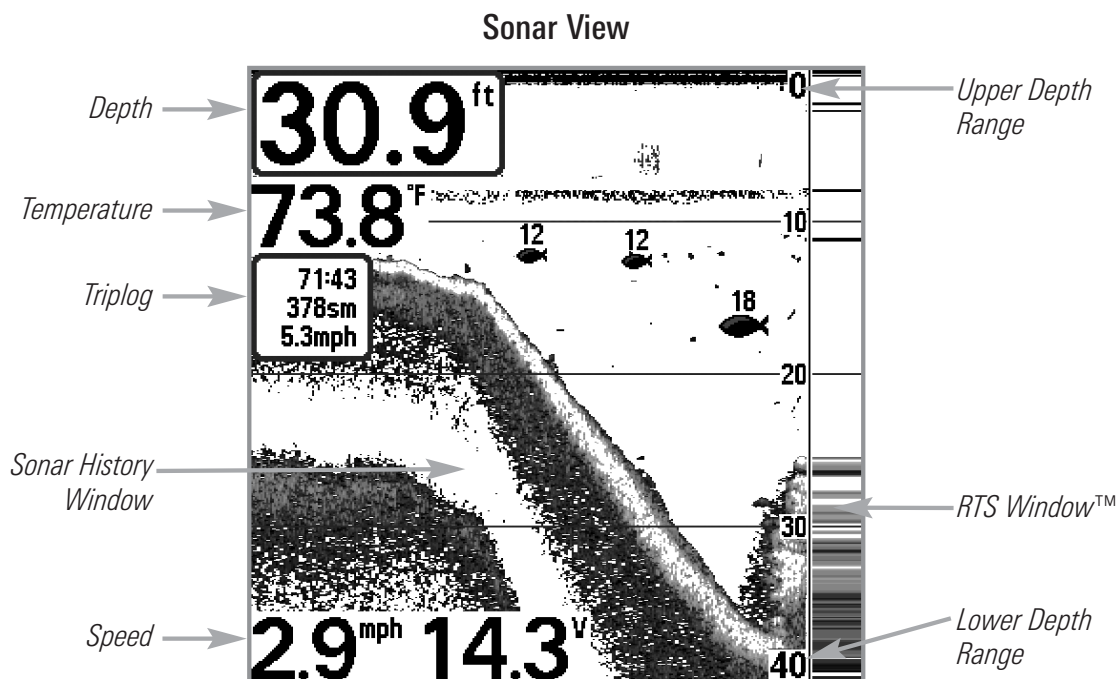 Sonar View
Depth
30.9 ft
Temperature
73.8 °F
Triplog
71:43
378sm
5.3mph
Sonar History
Window
Speed
2.9 mph 14.3 V
0
10
20
30
40
12
12
18
Upper Depth
Range
RTS Window™
Lower Depth
Range